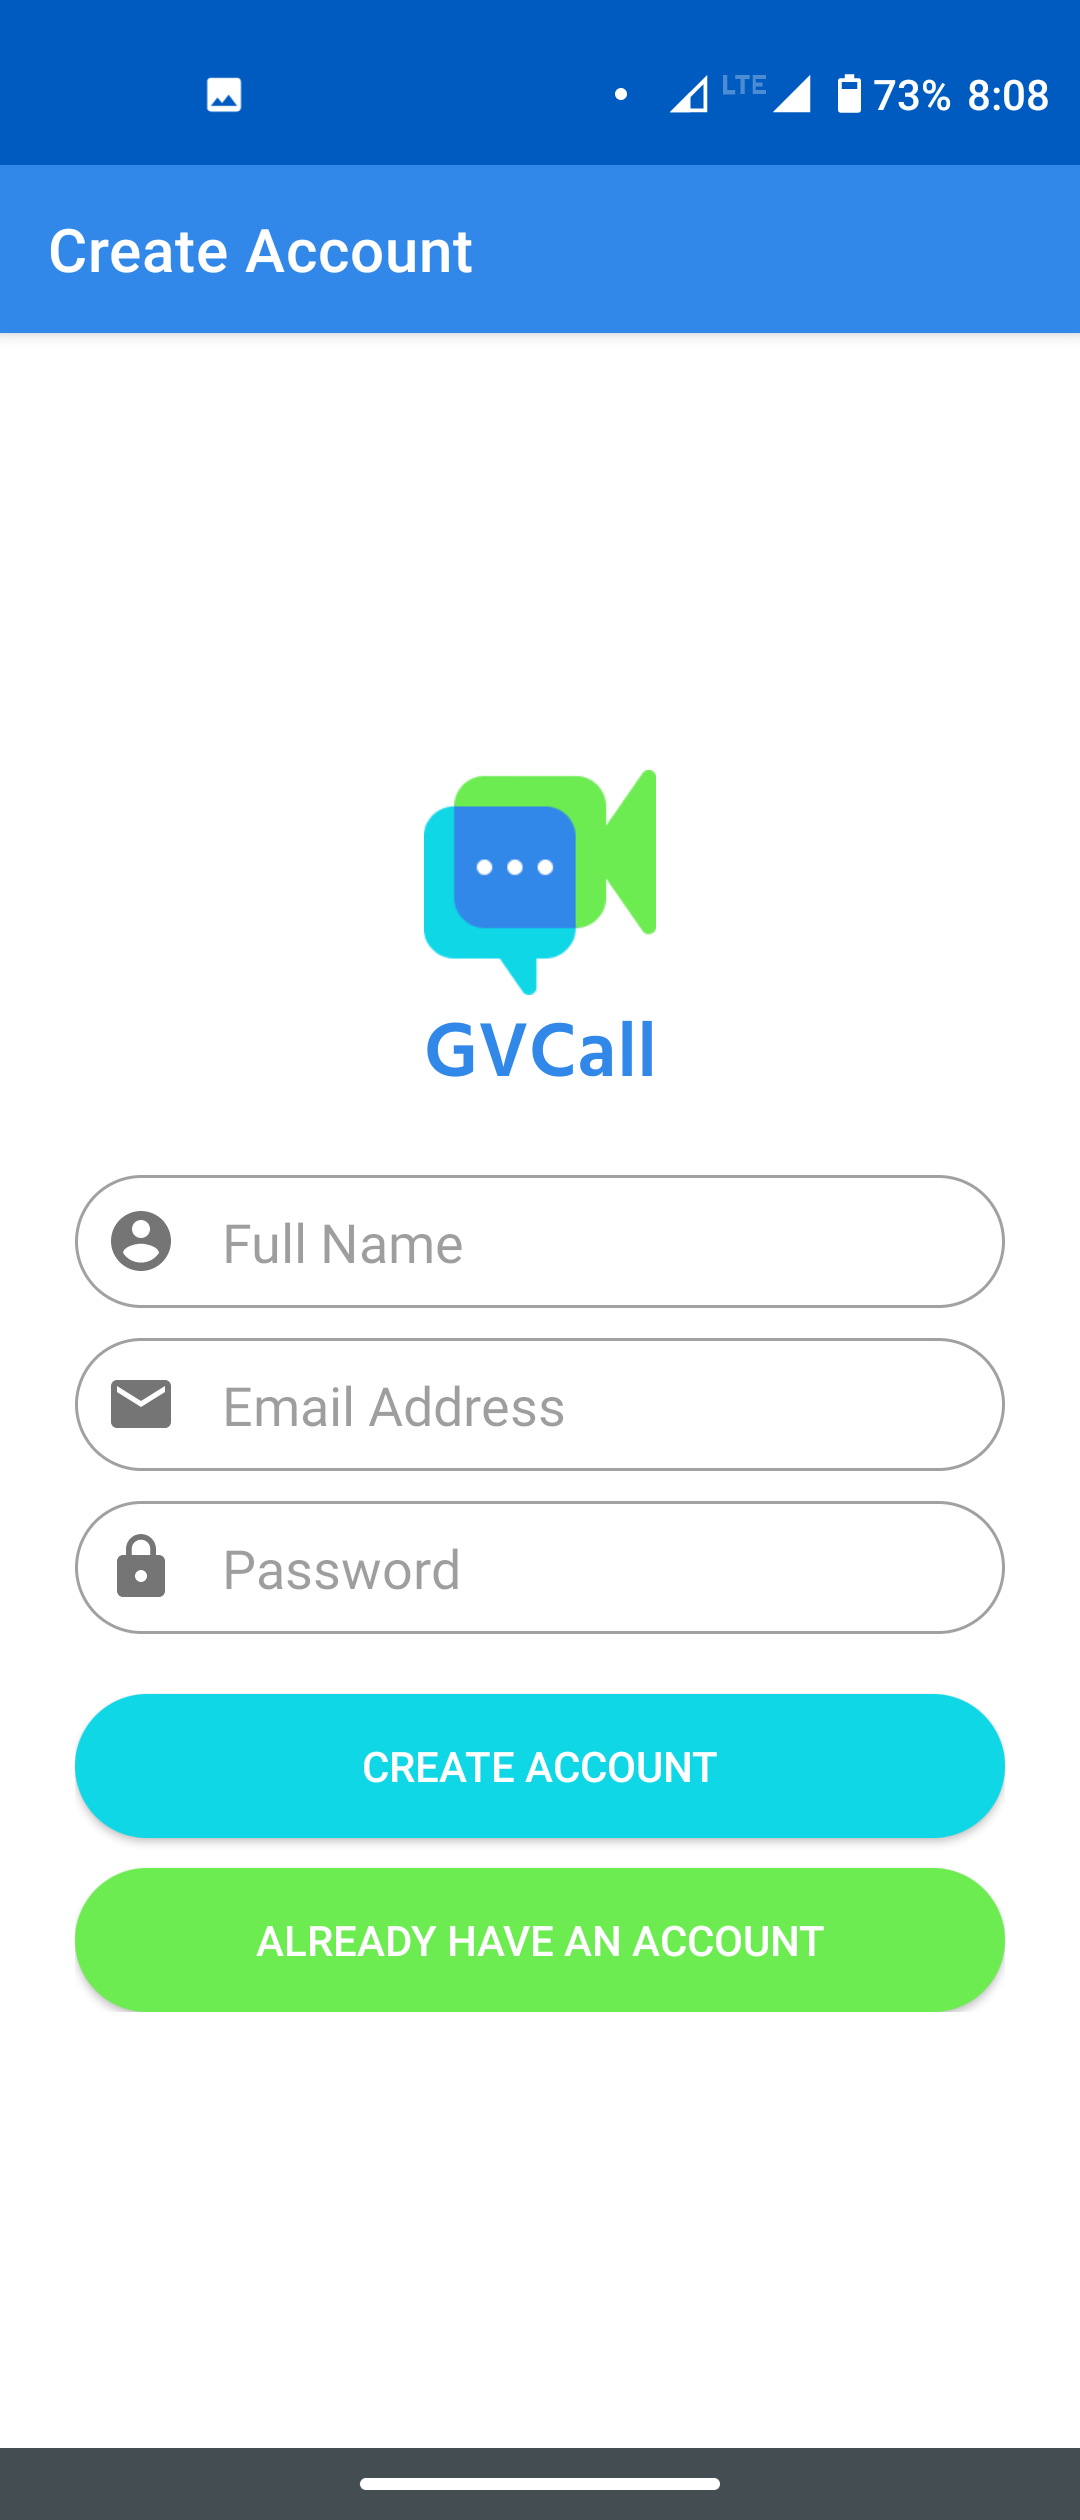 LTE 73% 8:08
Create Account
GVCall
Full Name
Email Address
Password
CREATE ACCOUNT
ALREADY HAVE AN ACCOUNT